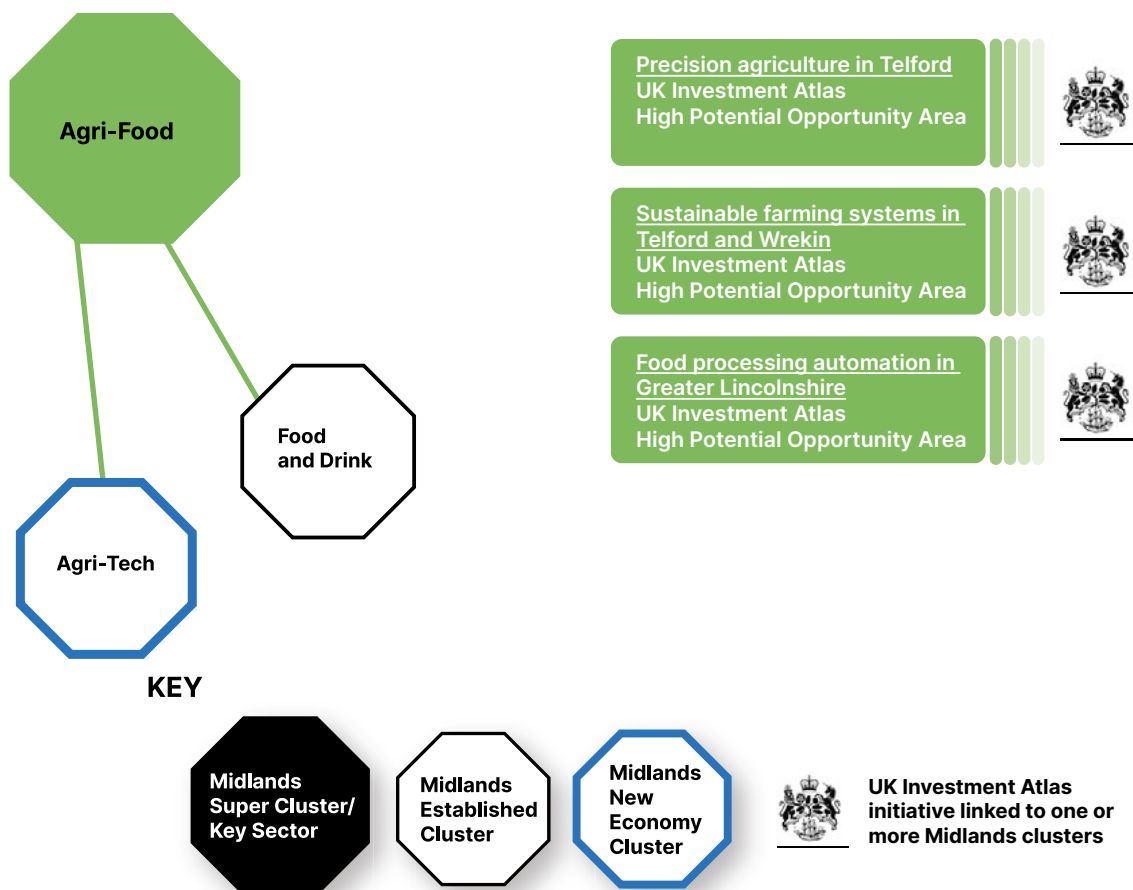 Agri-Food
Precision agriculture in Telford
UK Investment Atlas
High Potential Opportunity Area
Sustainable farming systems in
Telford and Wrekin
UK Investment Atlas
High Potential Opportunity Area
Food processing automation in
Greater Lincolnshire
UK Investment Atlas
High Potential Opportunity Area
Food
and Drink
Agri-Tech
KEY
Midlands
Super Cluster/
Key Sector
Midlands
Established
Cluster
Midlands
New
Economy
Cluster
UK Investment Atlas
initiative linked to one or
more Midlands clusters